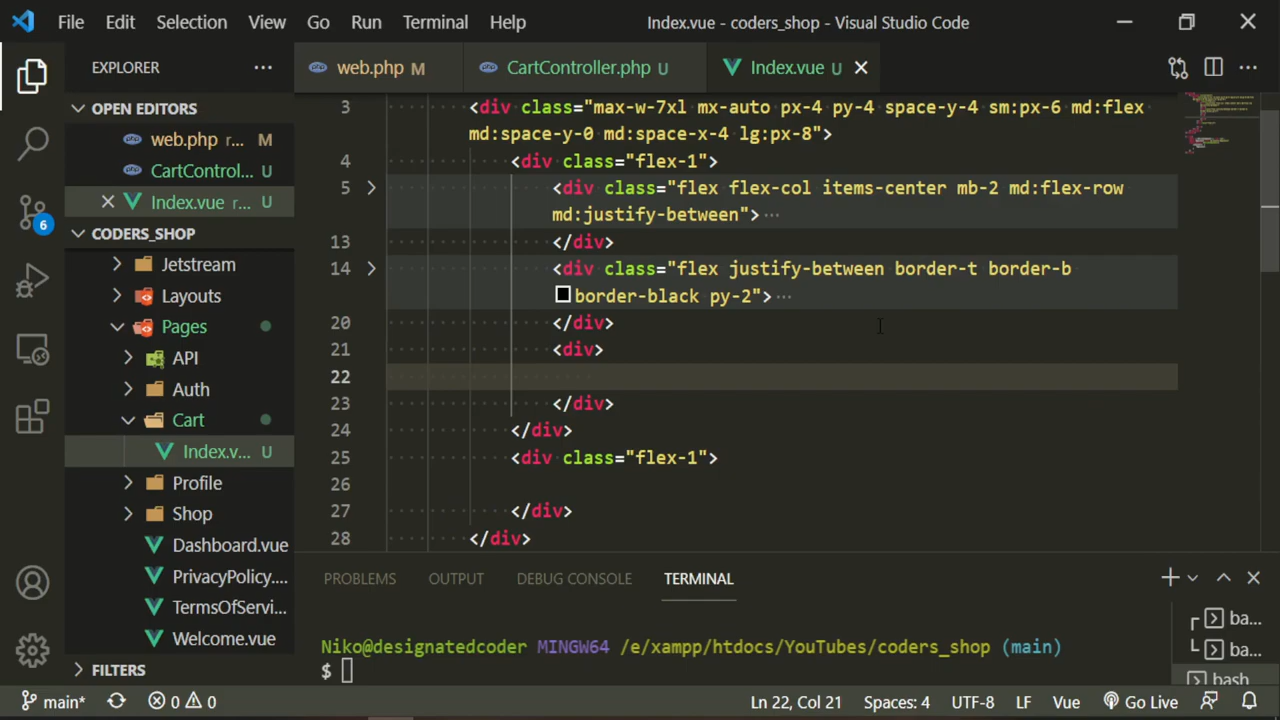 File Edit Selection View Go Run Terminal Help Index.vue - coders_shop - Visual Studio Code
EXPLORER
web.php M
CartController.php U
Index.vue U
OPEN EDITORS
web.php r... M
CartControl... U
Index.vue r... U
CODERS_SHOP
Jetstream
Layouts
Pages
API
Auth
Cart
Index.v... U
Profile
Shop
Dashboard.vue
PrivacyPolicy....
TermsOfServi...
Welcome.vue
FILTERS
6
3 <div class="max-w-7xl mx-auto px-4 py-4 space-y-4 sm:px-6 md:flex
md:space-y-0 md:space-x-4 lg:px-8">
4 <div class="flex-1">
5 <div class="flex flex-col items-center mb-2 md:flex-row
md:justify-between"> ...
13 </div>
14 <div class="flex justify-between border-t border-b
border-black py-2"> ...
20 </div>
21 <div>
22
23 </div>
24 </div>
25 <div class="flex-1">
26
27 </div>
28 </div>
PROBLEMS OUTPUT DEBUG CONSOLE TERMINAL
Niko@designatedcoder MINGW64 /e/xampp/htdocs/YouTubes/coders_shop (main)
$
ba...
ba...
bash
main* 0 0 Ln 22, Col 21 Spaces: 4 UTF-8 LF Vue Go Live